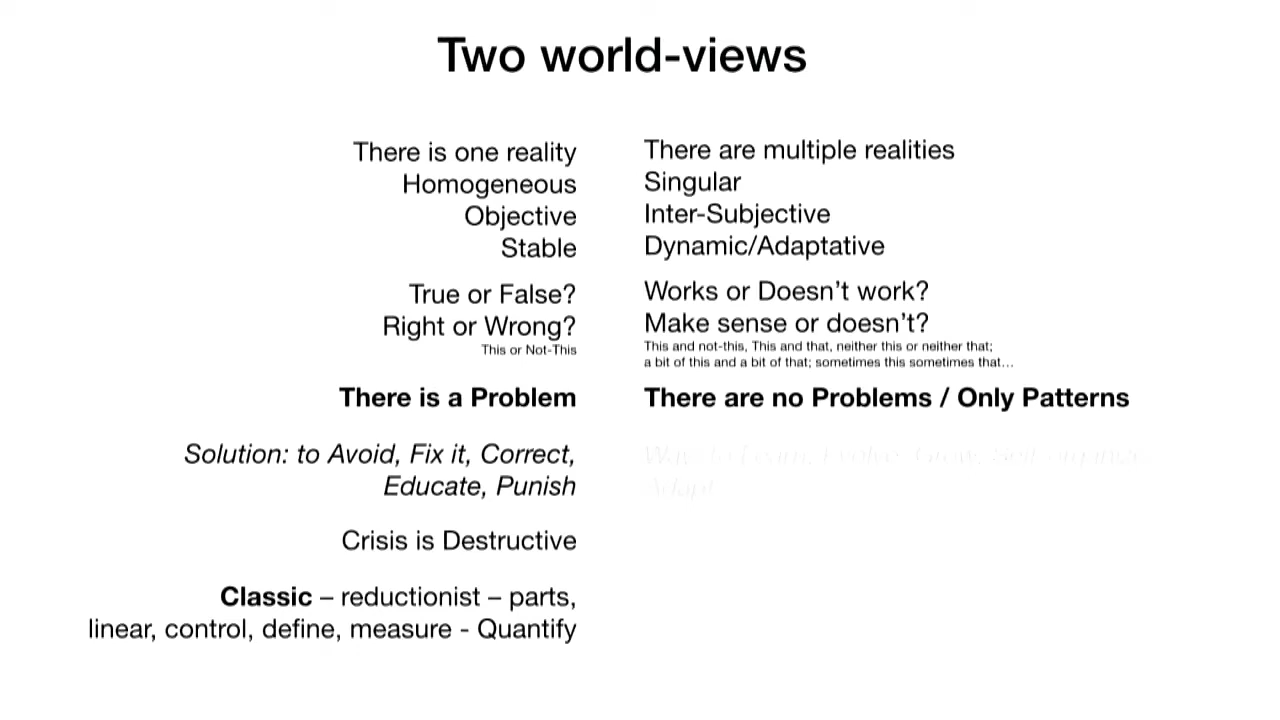 Two world-views
There is one reality
Homogeneous
Objective
Stable
True or False?
Right or Wrong?
This or Not-This
There is a Problem
Solution: to Avoid, Fix it, Correct,
Educate, Punish
Crisis is Destructive
Classic – reductionist – parts,
linear, control, define, measure - Quantify
There are multiple realities
Singular
Inter-Subjective
Dynamic/Adaptative
Works or Doesn't work?
Make sense or doesn't?
This and not-this, This and that, neither this or neither that;
a bit of this and a bit of that; sometimes this sometimes that...
There are no Problems / Only Patterns
Evolve, Grow,
Adapt